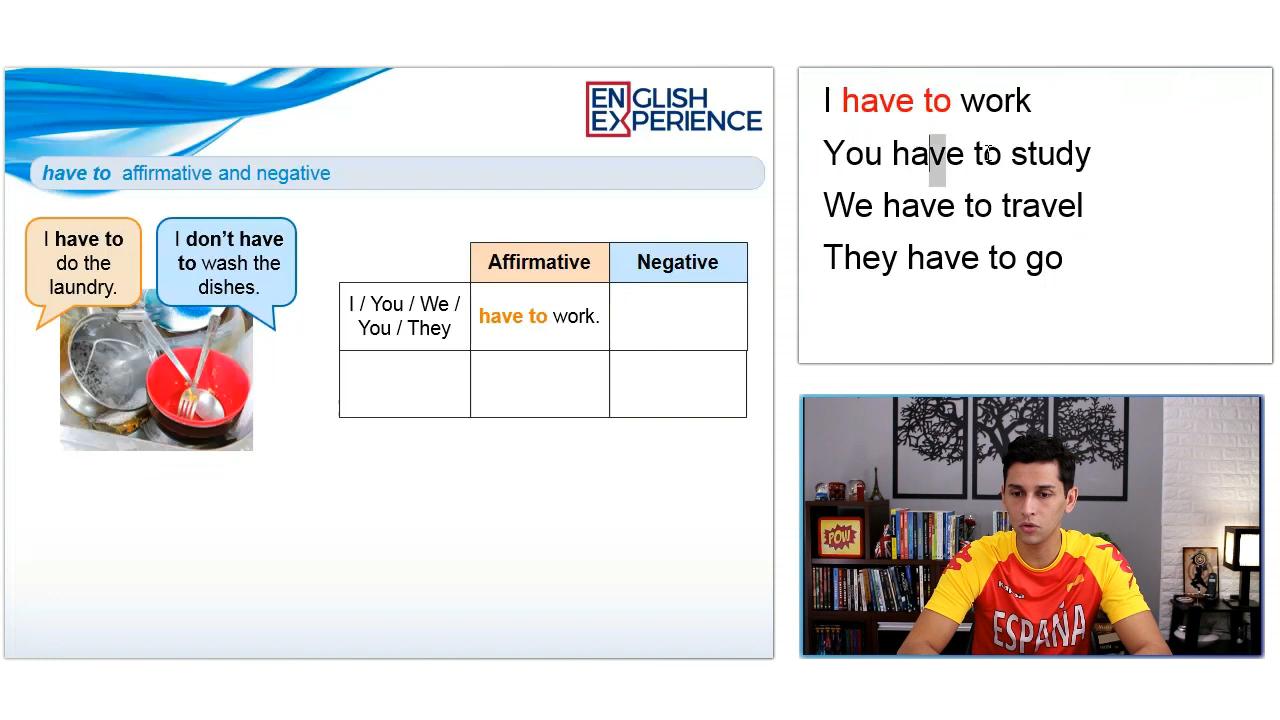 ENGLISH
EXPERIENCE
have to affirmative and negative
I have to
do the
laundry.
I don't have
to wash the
dishes.
Affirmative
Negative
I / You / We /
You / They
have to work.
I have to work
You have to study
We have to travel
They have to go
POW
ESPAÑA